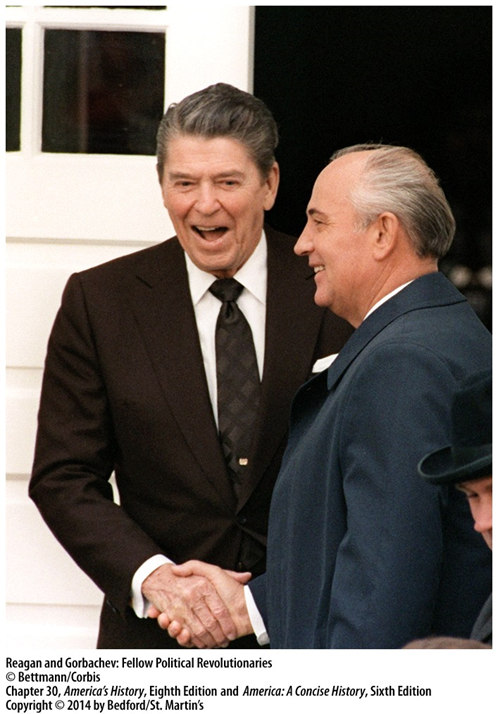 Reagan and Gorbachev: Fellow Political Revolutionaries
© Bettmann/Corbis
Chapter 30, America's History, Eighth Edition and America: A Concise History, Sixth Edition
Copyright © 2014 by Bedford/St. Martin's